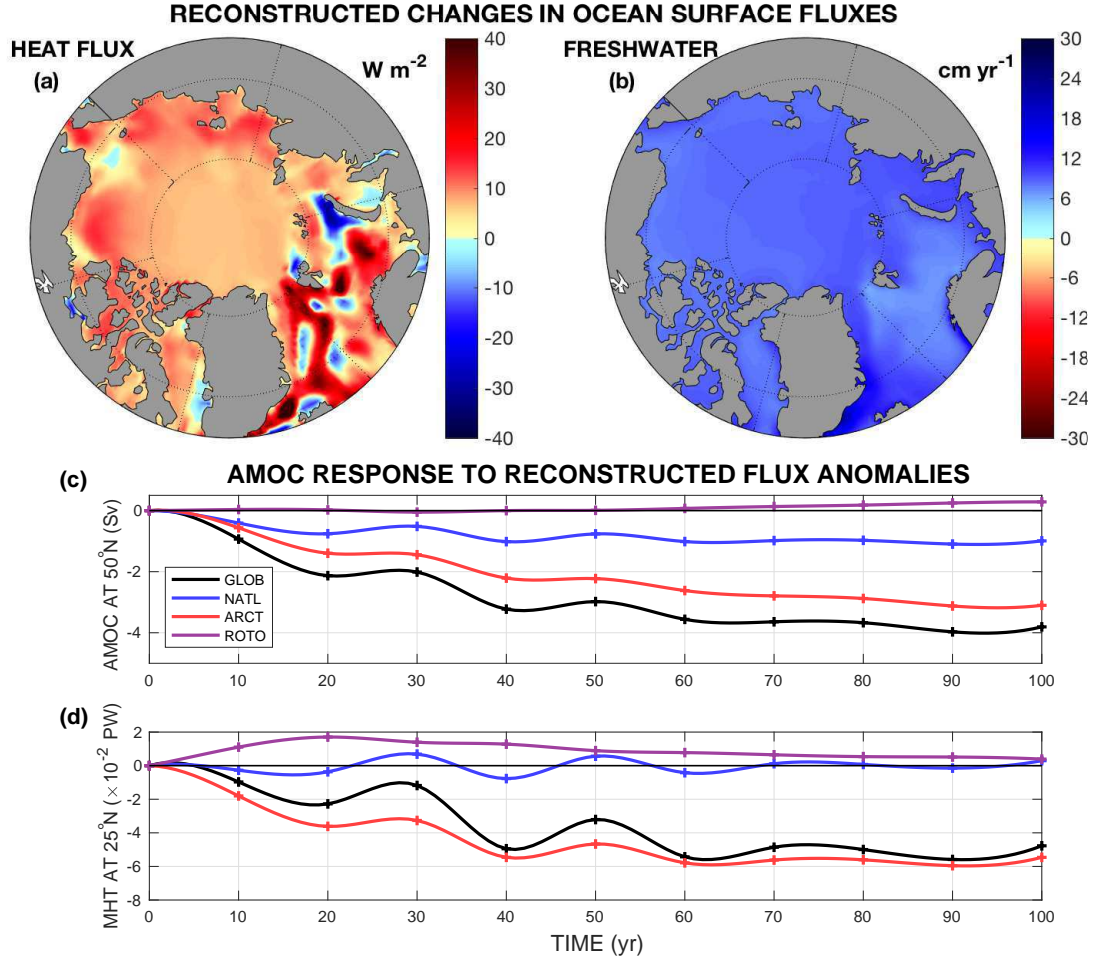 RECONSTRUCTED CHANGES IN OCEAN SURFACE FLUXES
HEAT FLUX
(a)
W m-2
40
30
20
10
0
-10
-20
-30
-40
FRESHWATER
(b)
cm yr-1
30
24
18
12
6
0
-6
-12
-18
-24
-30
AMOC RESPONSE TO RECONSTRUCTED FLUX ANOMALIES
(c)
AMOC AT 50°N (Sv)
0
-2
-4
GLOB
NATL
ARCT
ROTO
0 10 20 30 40 50 60 70 80 90 100
(d)
MHT AT 25°N (×10-2 PW)
2
0
-2
-4
-6
-8
0 10 20 30 40 50 60 70 80 90 100
TIME (yr)